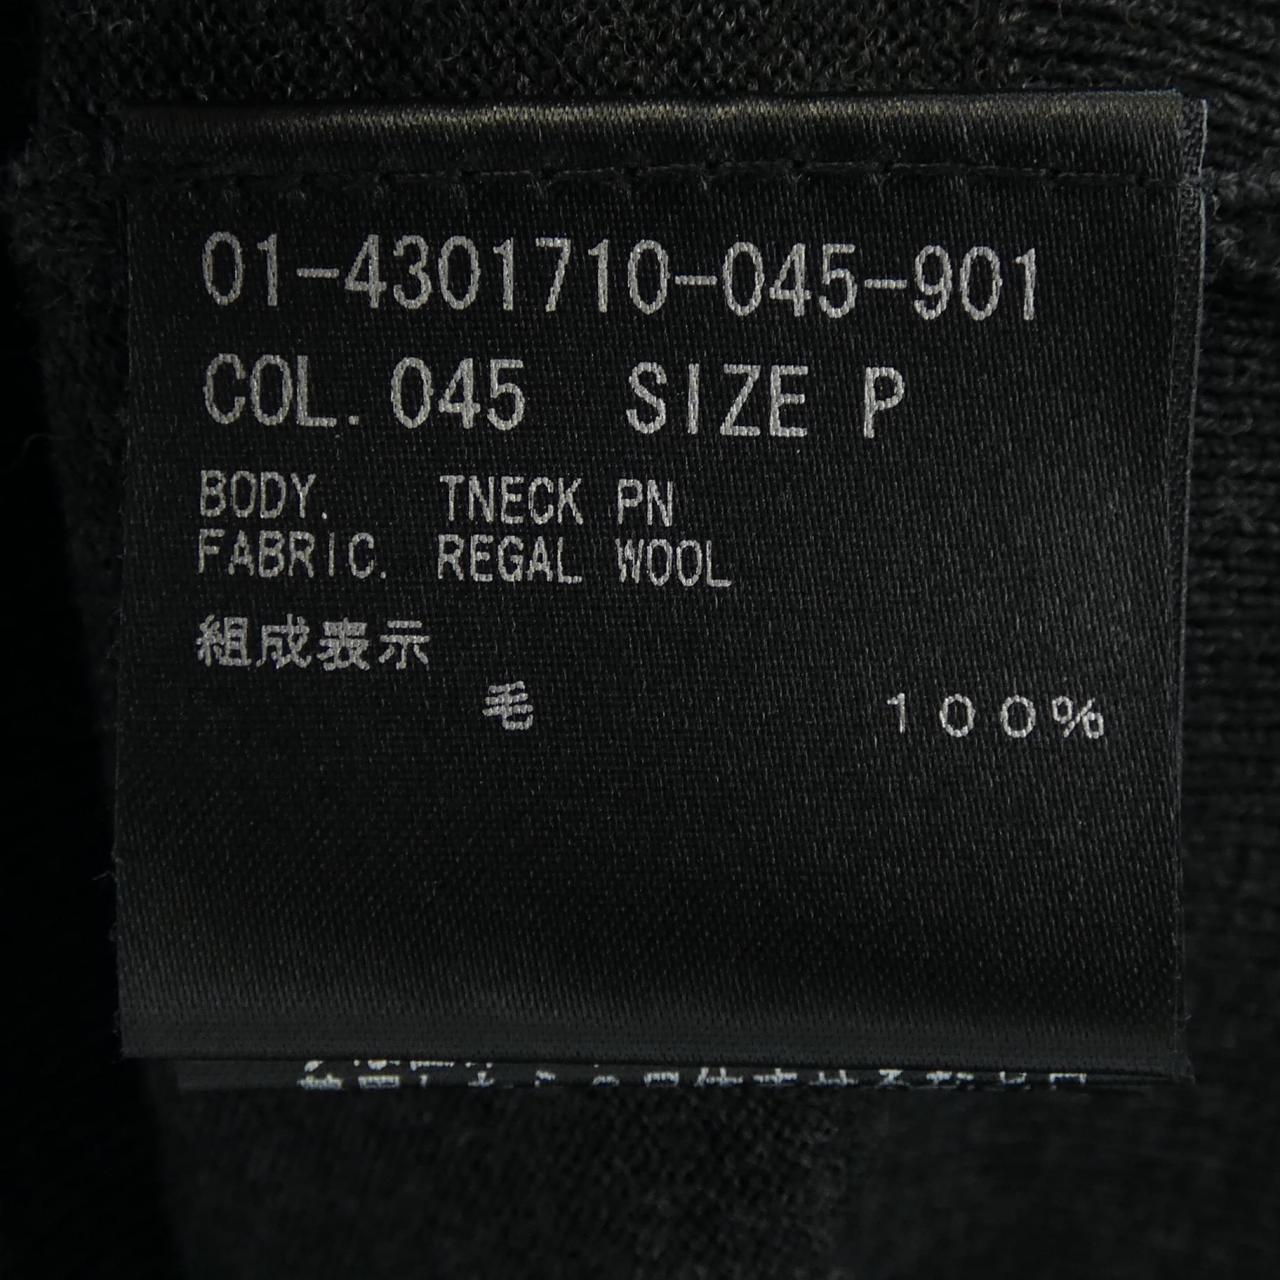 01-4301710-045-901
COL. 045 SIZE P
BODY. TNECK PN
FABRIC. REGAL WOOL
組成表示
毛 100%